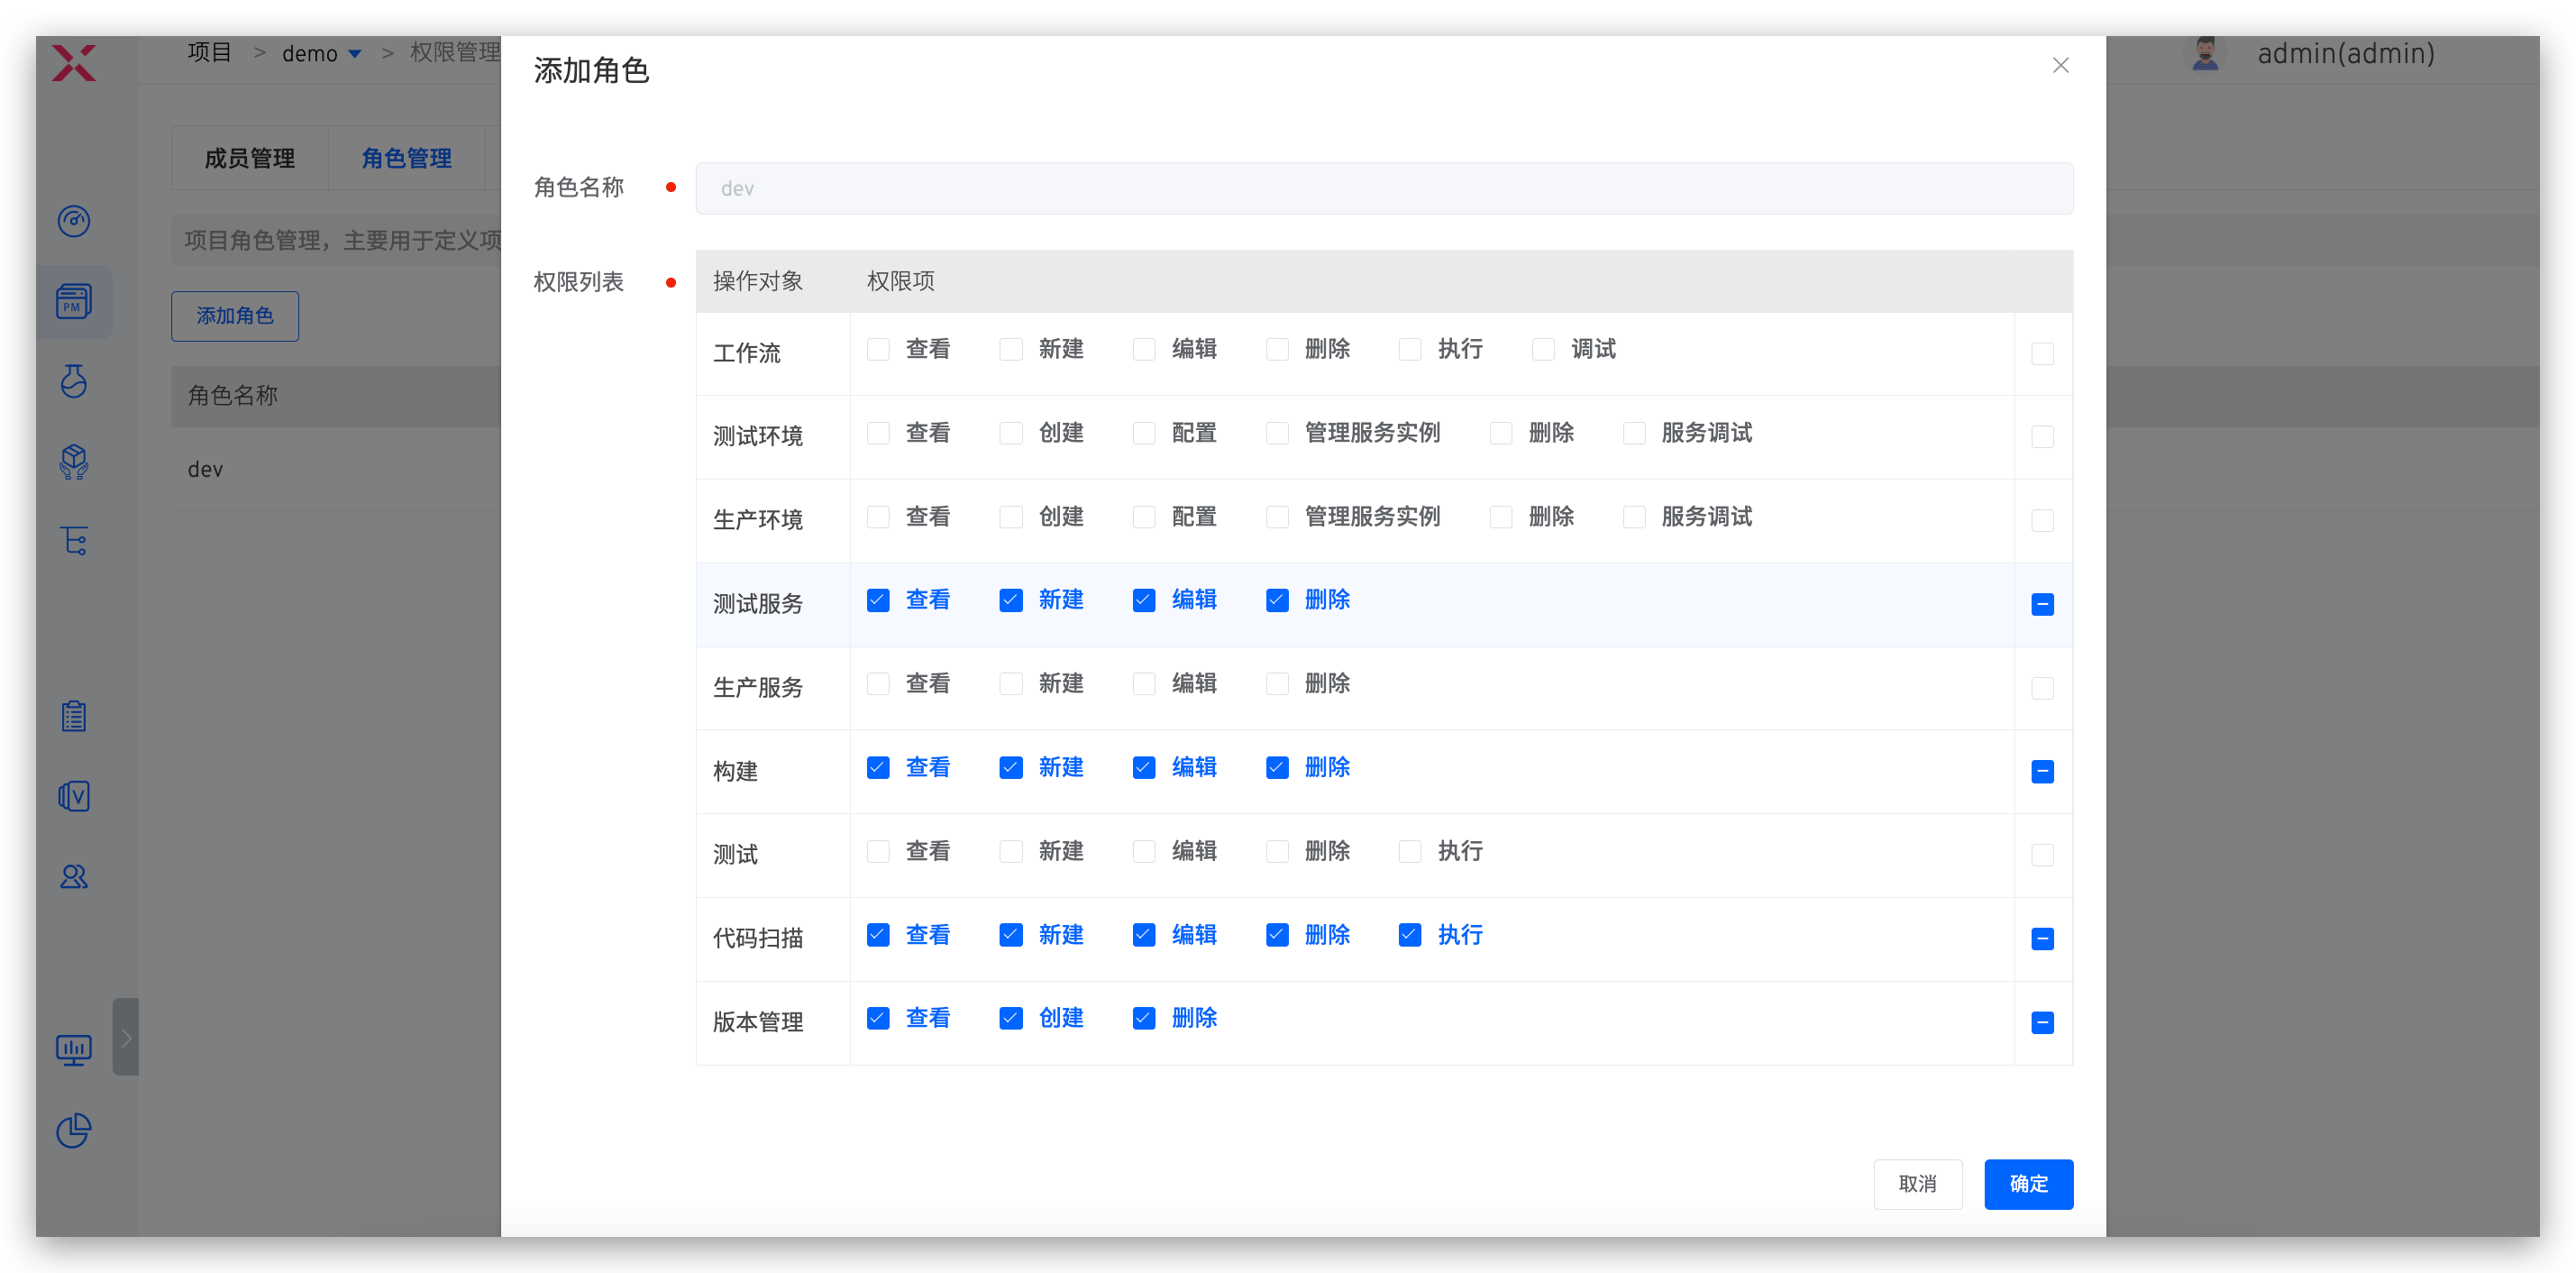 项目 > demo > 权限管理
admin(admin)
添加角色
成员管理 角色管理
角色名称 dev
项目角色管理，主要用于定义项
权限列表 操作对象 权限项
PM
添加角色
工作流 查看 新建 编辑 删除 执行 调试
角色名称
测试环境 查看 创建 配置 管理服务实例 删除 服务调试
dev
生产环境 查看 创建 配置 管理服务实例 删除 服务调试
测试服务 查看 新建 编辑 删除
生产服务 查看 新建 编辑 删除
构建 查看 新建 编辑 删除
V
测试 查看 新建 编辑 删除 执行
代码扫描 查看 新建 编辑 删除 执行
版本管理 查看 创建 删除
取消 确定